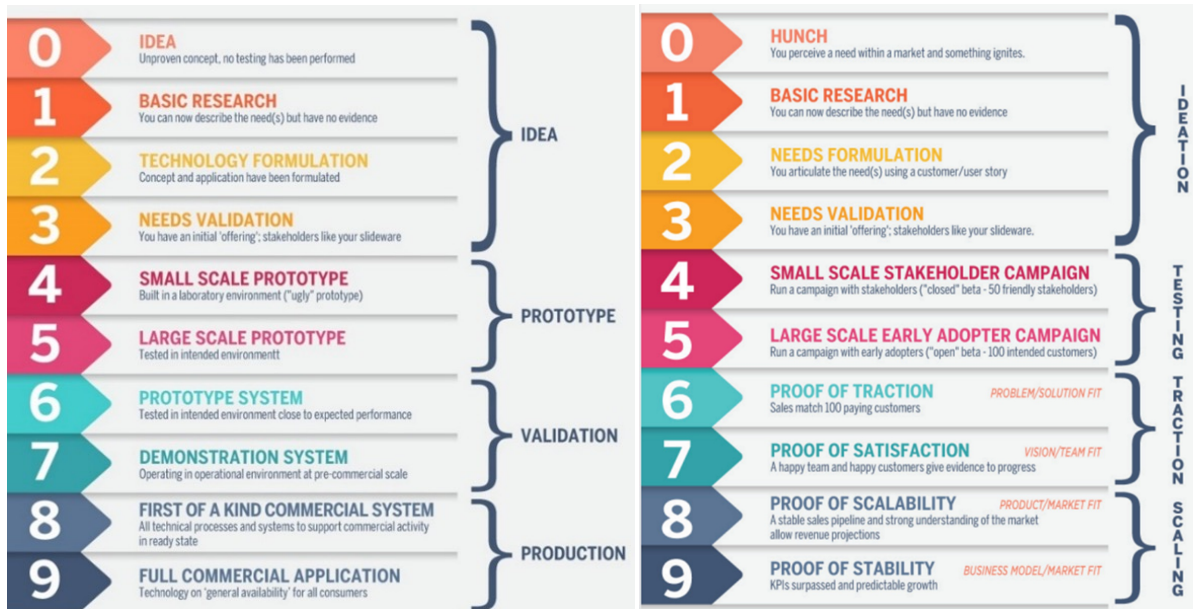 0
IDEA
Unproven concept, no testing has been performed
1
BASIC RESEARCH
You can now describe the need(s) but have no evidence
2
TECHNOLOGY FORMULATION
Concept and application have been formulated
3
NEEDS VALIDATION
You have an initial 'offering'; stakeholders like your slideware
IDEA
4
SMALL SCALE PROTOTYPE
Built in a laboratory environment ("ugly" prototype)
5
LARGE SCALE PROTOTYPE
Tested in intended environmentt
PROTOTYPE
6
PROTOTYPE SYSTEM
Tested in intended environment close to expected performance
7
DEMONSTRATION SYSTEM
Operating in operational environment at pre-commercial scale
VALIDATION
8
FIRST OF A KIND COMMERCIAL SYSTEM
All technical processes and systems to support commercial activity
in ready state
9
FULL COMMERCIAL APPLICATION
Technology on 'general availability' for all consumers
PRODUCTION
0
HUNCH
You perceive a need within a market and something ignites.
1
BASIC RESEARCH
You can now describe the need(s) but have no evidence
2
NEEDS FORMULATION
You articulate the need(s) using a customer/user story
3
NEEDS VALIDATION
You have an initial 'offering'; stakeholders like your slideware.
IDEATION
4
SMALL SCALE STAKEHOLDER CAMPAIGN
Run a campaign with stakeholders ("closed" beta - 50 friendly stakeholders)
5
LARGE SCALE EARLY ADOPTER CAMPAIGN
Run a campaign with early adopters ("open" beta - 100 intended customers)
TESTING
6
PROOF OF TRACTION PROBLEM/SOLUTION FIT
Sales match 100 paying customers
7
PROOF OF SATISFACTION VISION/TEAM FIT
A happy team and happy customers give evidence to progress
TRACTION
8
PROOF OF SCALABILITY PRODUCT/MARKET FIT
A stable sales pipeline and strong understanding of the market
allow revenue projections
9
PROOF OF STABILITY BUSINESS MODEL/MARKET FIT
KPIs surpassed and predictable growth
SCALING